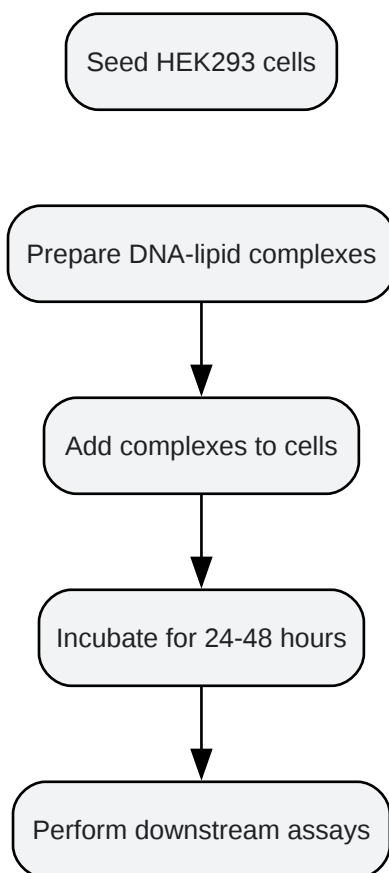 Seed HEK293 cells
Prepare DNA-lipid complexes
Add complexes to cells
Incubate for 24-48 hours
Perform downstream assays